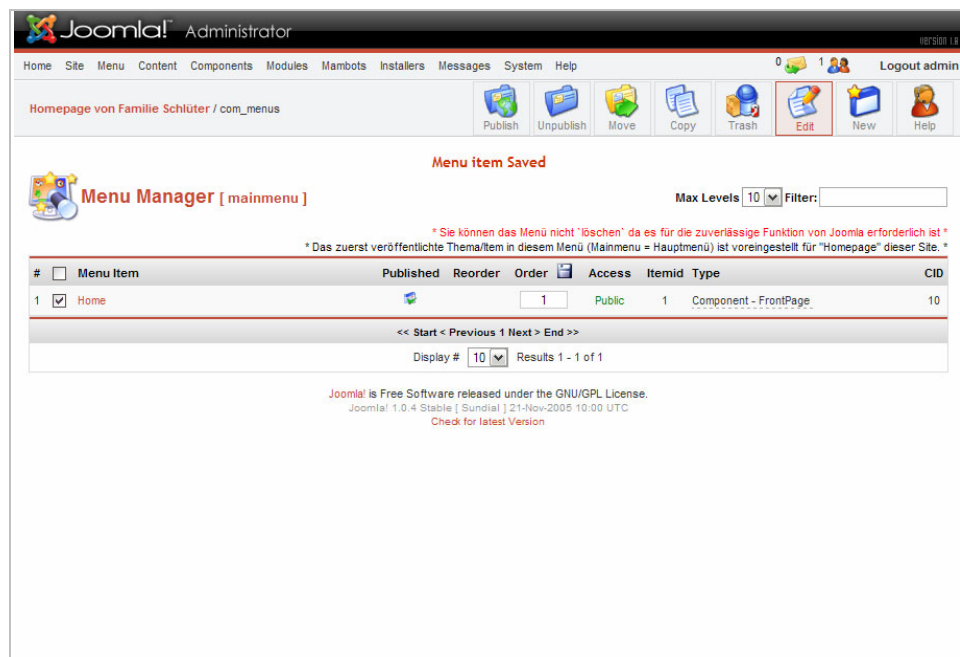 Joomla!™ Administrator
version 1.0
Home Site Menu Content Components Modules Mambots Installers Messages System Help 0 1 Logout admin
Homepage von Familie Schlüter / com_menus
Publish Unpublish Move Copy Trash Edit New Help
Menu item Saved
Menu Manager [ mainmenu ] Max Levels 10 Filter:
* Sie können das Menü nicht `löschen` da es für die zuverlässige Funktion von Joomla erforderlich ist *
* Das zuerst veröffentlichte Thema/Item in diesem Menü (Mainmenu = Hauptmenü) ist voreingestellt für "Homepage" dieser Site. *
# Menu Item Published Reorder Order Access Itemid Type CID
1 Home 1 Public 1 Component - FrontPage 10
<< Start < Previous 1 Next > End >>
Display # 10 Results 1 - 1 of 1
Joomla! is Free Software released under the GNU/GPL License.
Joomla! 1.0.4 Stable [ Sundial ] 21-Nov-2005 10:00 UTC
Check for latest Version